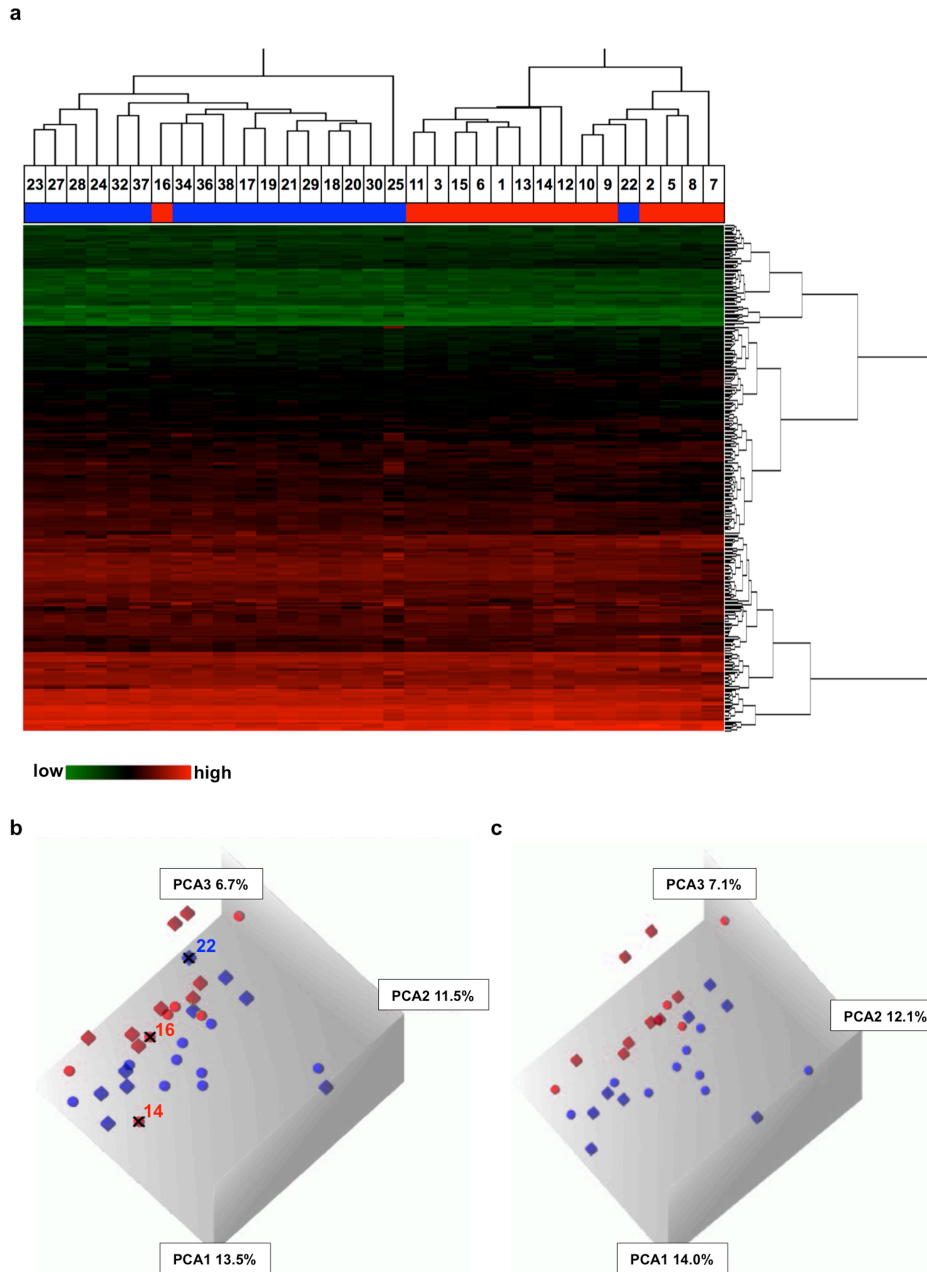 a
23 27 28 24 32 37 16 34 36 38 17 19 21 29 18 20 30 25 11 3 15 6 1 13 14 12 10 9 22 2 5 8 7
low high
b c
PCA3 6.7% PCA3 7.1%
22
PCA2 11.5% PCA2 12.1%
16
14
PCA1 13.5% PCA1 14.0%